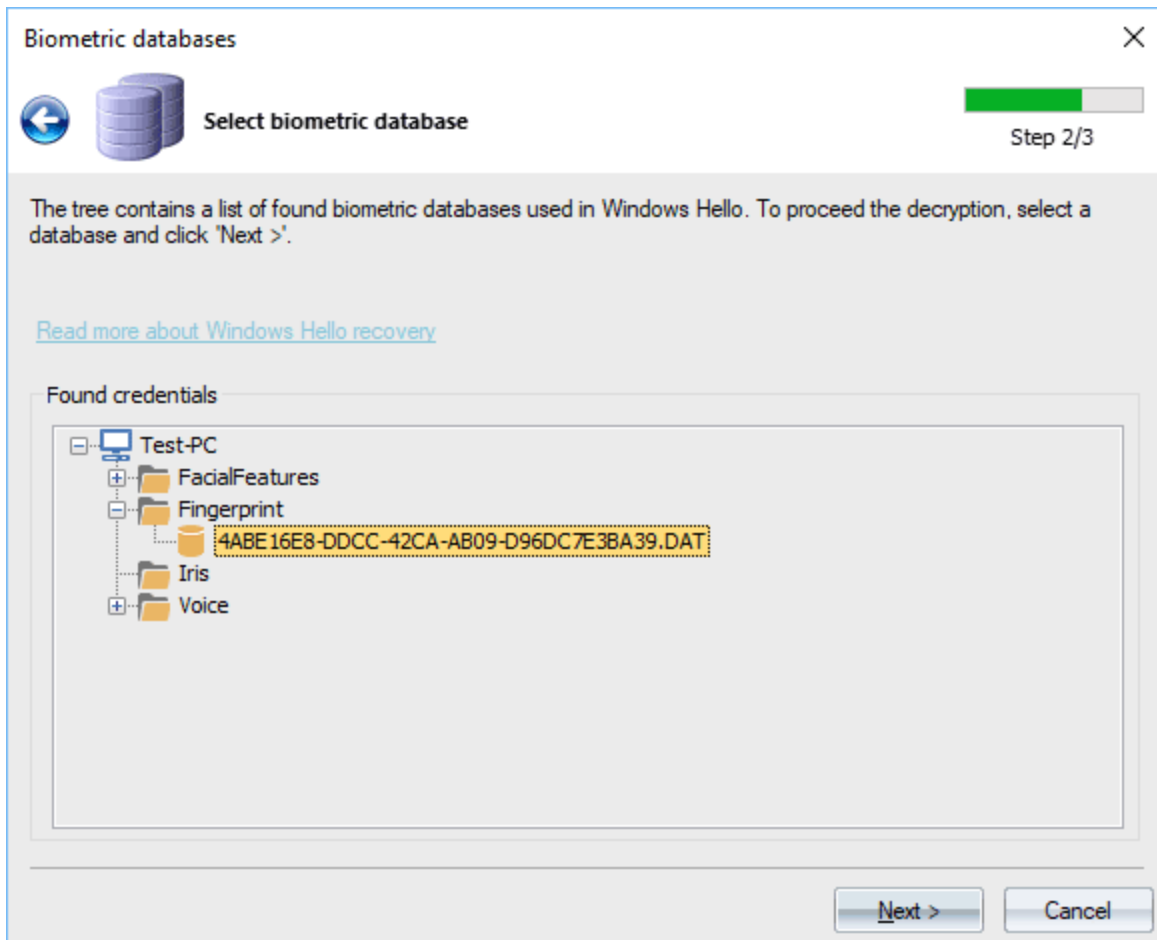 Biometric databases
Select biometric database
Step 2/3
The tree contains a list of found biometric databases used in Windows Hello. To proceed the decryption, select a
database and click 'Next >'.
Read more about Windows Hello recovery
Found credentials
Test-PC
FacialFeatures
Fingerprint
4ABE16E8-DDCC-42CA-AB09-D96DC7E3BA39.DAT
Iris
Voice
Next >
Cancel